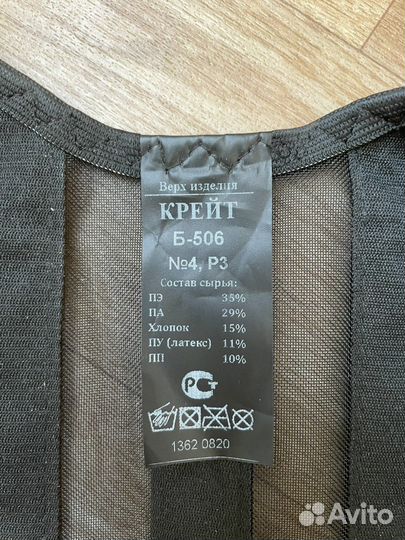 Верх изделия
КРЕЙТ
Б-506
№4, Р3
Состав сырья:
ПЭ 35%
ПА 29%
Хлопок 15%
ПУ (латекс) 11%
ПП 10%
РСТ
1362 0820
Avito